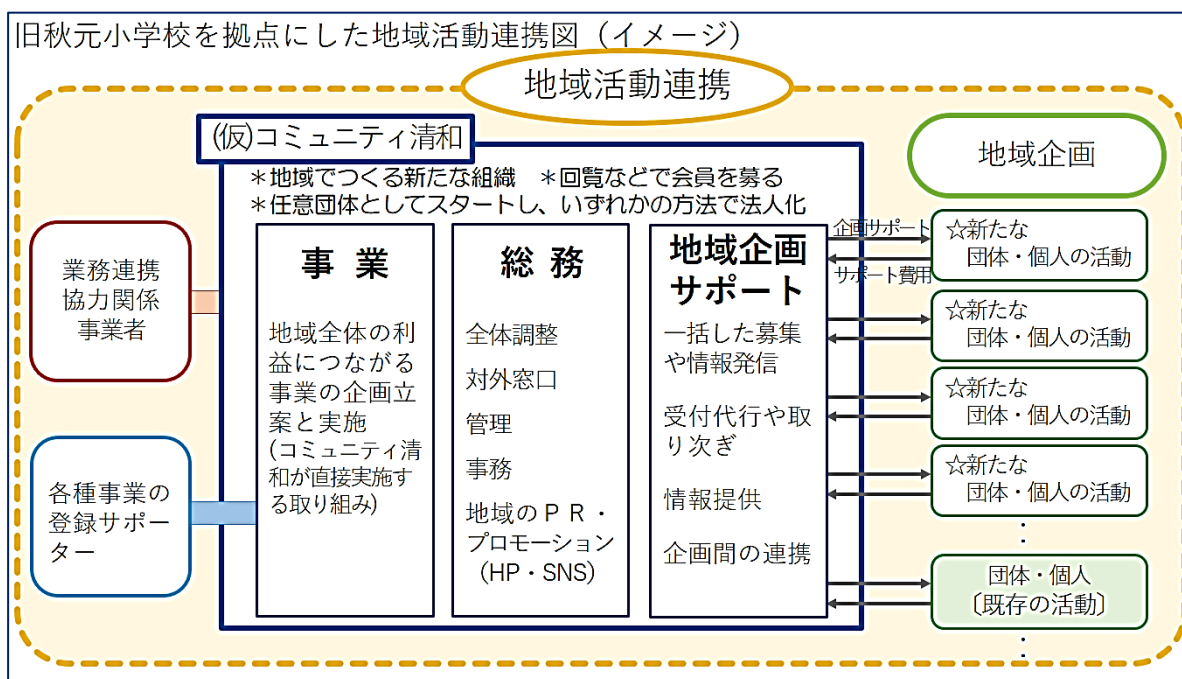 旧秋元小学校を拠点にした地域活動連携図（イメージ）
地域活動連携
(仮)コミュニティ清和
＊地域でつくる新たな組織　＊回覧などで会員を募る
＊任意団体としてスタートし、いずれかの方法で法人化
業務連携
協力関係
事業者
各種事業の
登録サポー
ター
事 業
地域全体の利
益につながる
事業の企画立
案と実施
(コミュニティ清
和が直接実施す
る取り組み)
総 務
全体調整
対外窓口
管理
事務
地域のＰＲ・
プロモーション
（HP・SNS）
地域企画
サポート
一括した募集
や情報発信
受付代行や取
り次ぎ
情報提供
企画間の連携
企画サポート
サポート費用
地域企画
☆新たな
団体・個人の活動
☆新たな
団体・個人の活動
☆新たな
団体・個人の活動
☆新たな
団体・個人の活動
：
団体・個人
〔既存の活動〕
：